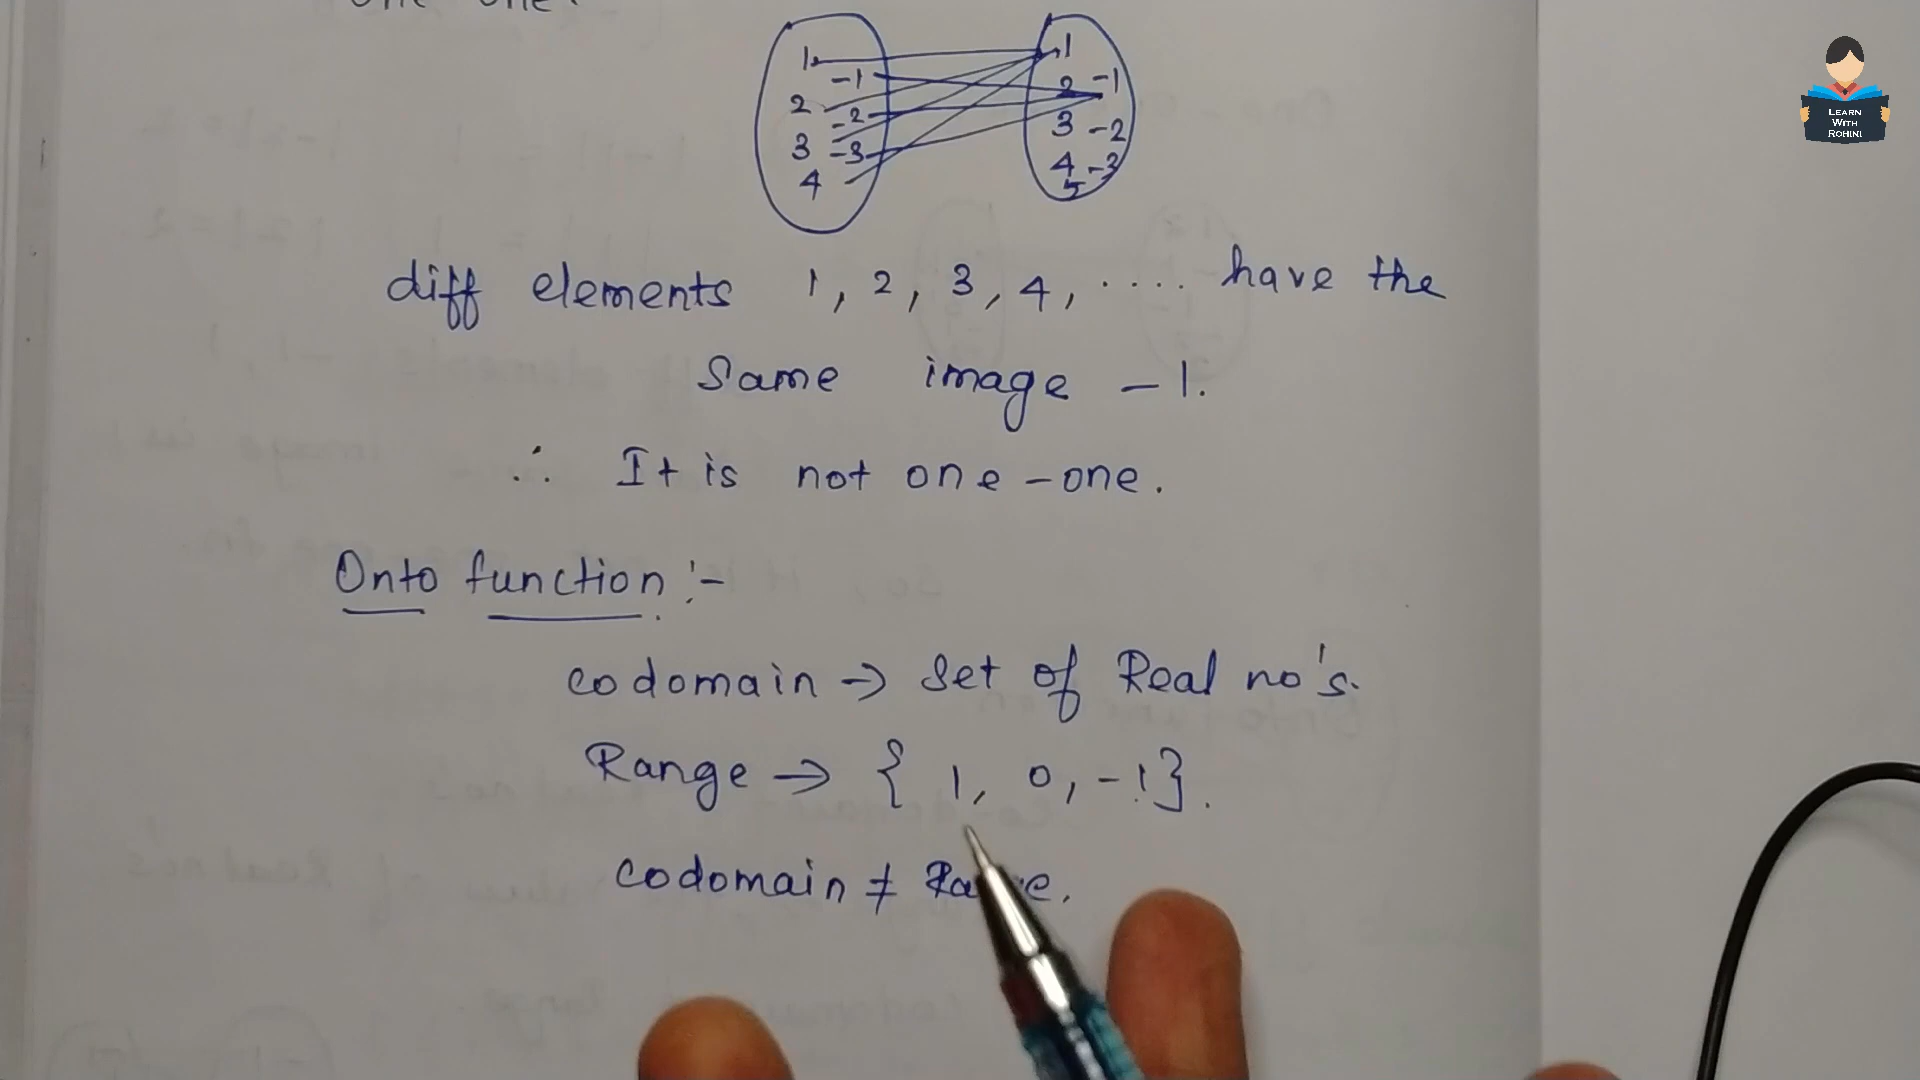 LEARN
WITH
ROHINI
1 1
-1 2 -1
2 -2 3 -2
3 -3 4 -3
4 5
diff elements 1, 2, 3, 4, .... have the
Same image -1.
∴ It is not one-one.
Onto function :-
codomain → Set of Real no's.
Range → { 1, 0, -1}.
codomain ≠ Range.